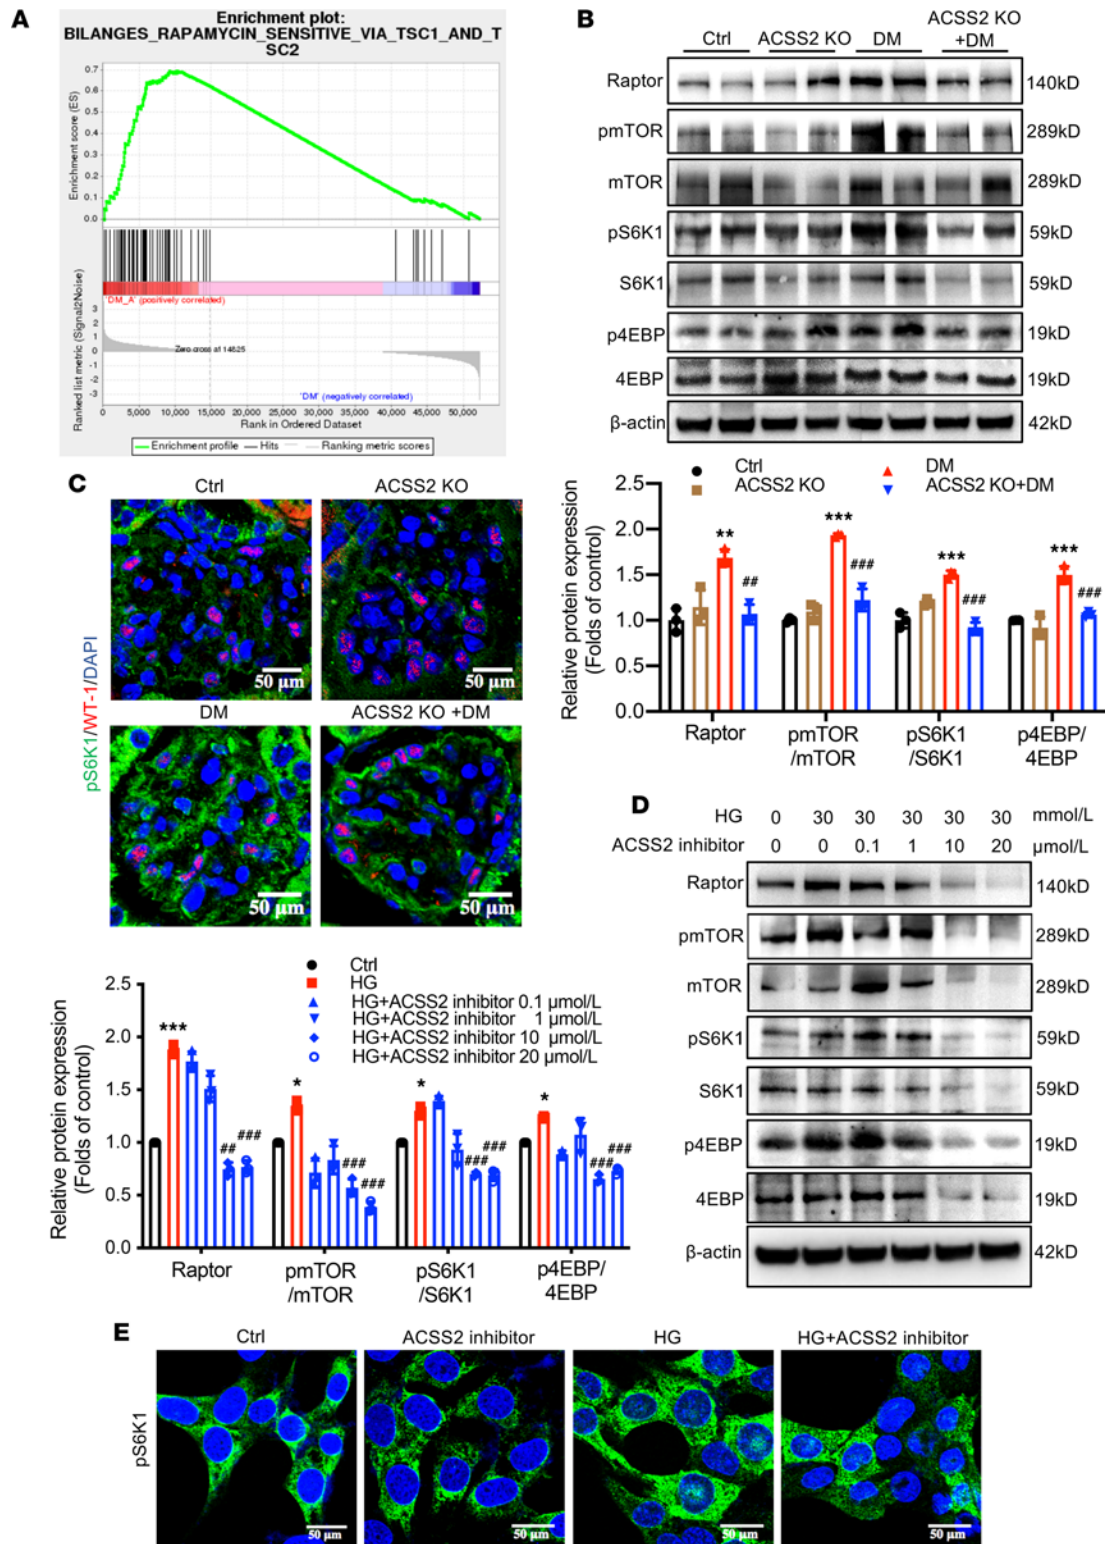 A
Enrichment plot:
BILANGES_RAPAMYCIN_SENSITIVE_VIA_TSC1_AND_T
SC2
Enrichment score (ES)
0.7
0.6
0.5
0.4
0.3
0.2
0.1
0.0
'DM_A' (positively correlated)
Ranked list metric (Signal2Noise)
3
2
1
0
-1
-2
-3
Zero cross at 14825
'DM' (negatively correlated)
0 5,000 10,000 15,000 20,000 25,000 30,000 35,000 40,000 45,000 50,000
Rank in Ordered Dataset
Enrichment profile Hits Ranking metric scores
B
Ctrl ACSS2 KO DM ACSS2 KO
+DM
Raptor 140kD
pmTOR 289kD
mTOR 289kD
pS6K1 59kD
S6K1 59kD
p4EBP 19kD
4EBP 19kD
β-actin 42kD
Ctrl DM
ACSS2 KO ACSS2 KO+DM
Relative protein expression
(Folds of control)
2.5
2.0
1.5
1.0
0.5
0.0
** ## *** ### *** ### *** ###
Raptor pmTOR pS6K1 p4EBP/
/mTOR /S6K1 4EBP
C
Ctrl ACSS2 KO
50 µm 50 µm
DM ACSS2 KO +DM
50 µm 50 µm
pS6K1/WT-1/DAPI
Ctrl
HG
HG+ACSS2 inhibitor 0.1 µmol/L
HG+ACSS2 inhibitor 1 µmol/L
HG+ACSS2 inhibitor 10 µmol/L
HG+ACSS2 inhibitor 20 µmol/L
Relative protein expression
(Folds of control)
2.5
2.0
1.5
1.0
0.5
0.0
*** ## ### * ### ### * ### ### * ### ###
Raptor pmTOR pS6K1 p4EBP/
/mTOR /S6K1 4EBP
D
HG 0 30 30 30 30 30 mmol/L
ACSS2 inhibitor 0 0 0.1 1 10 20 µmol/L
Raptor 140kD
pmTOR 289kD
mTOR 289kD
pS6K1 59kD
S6K1 59kD
p4EBP 19kD
4EBP 19kD
β-actin 42kD
E
Ctrl ACSS2 inhibitor HG HG+ACSS2 inhibitor
pS6K1
50 µm 50 µm 50 µm 50 µm